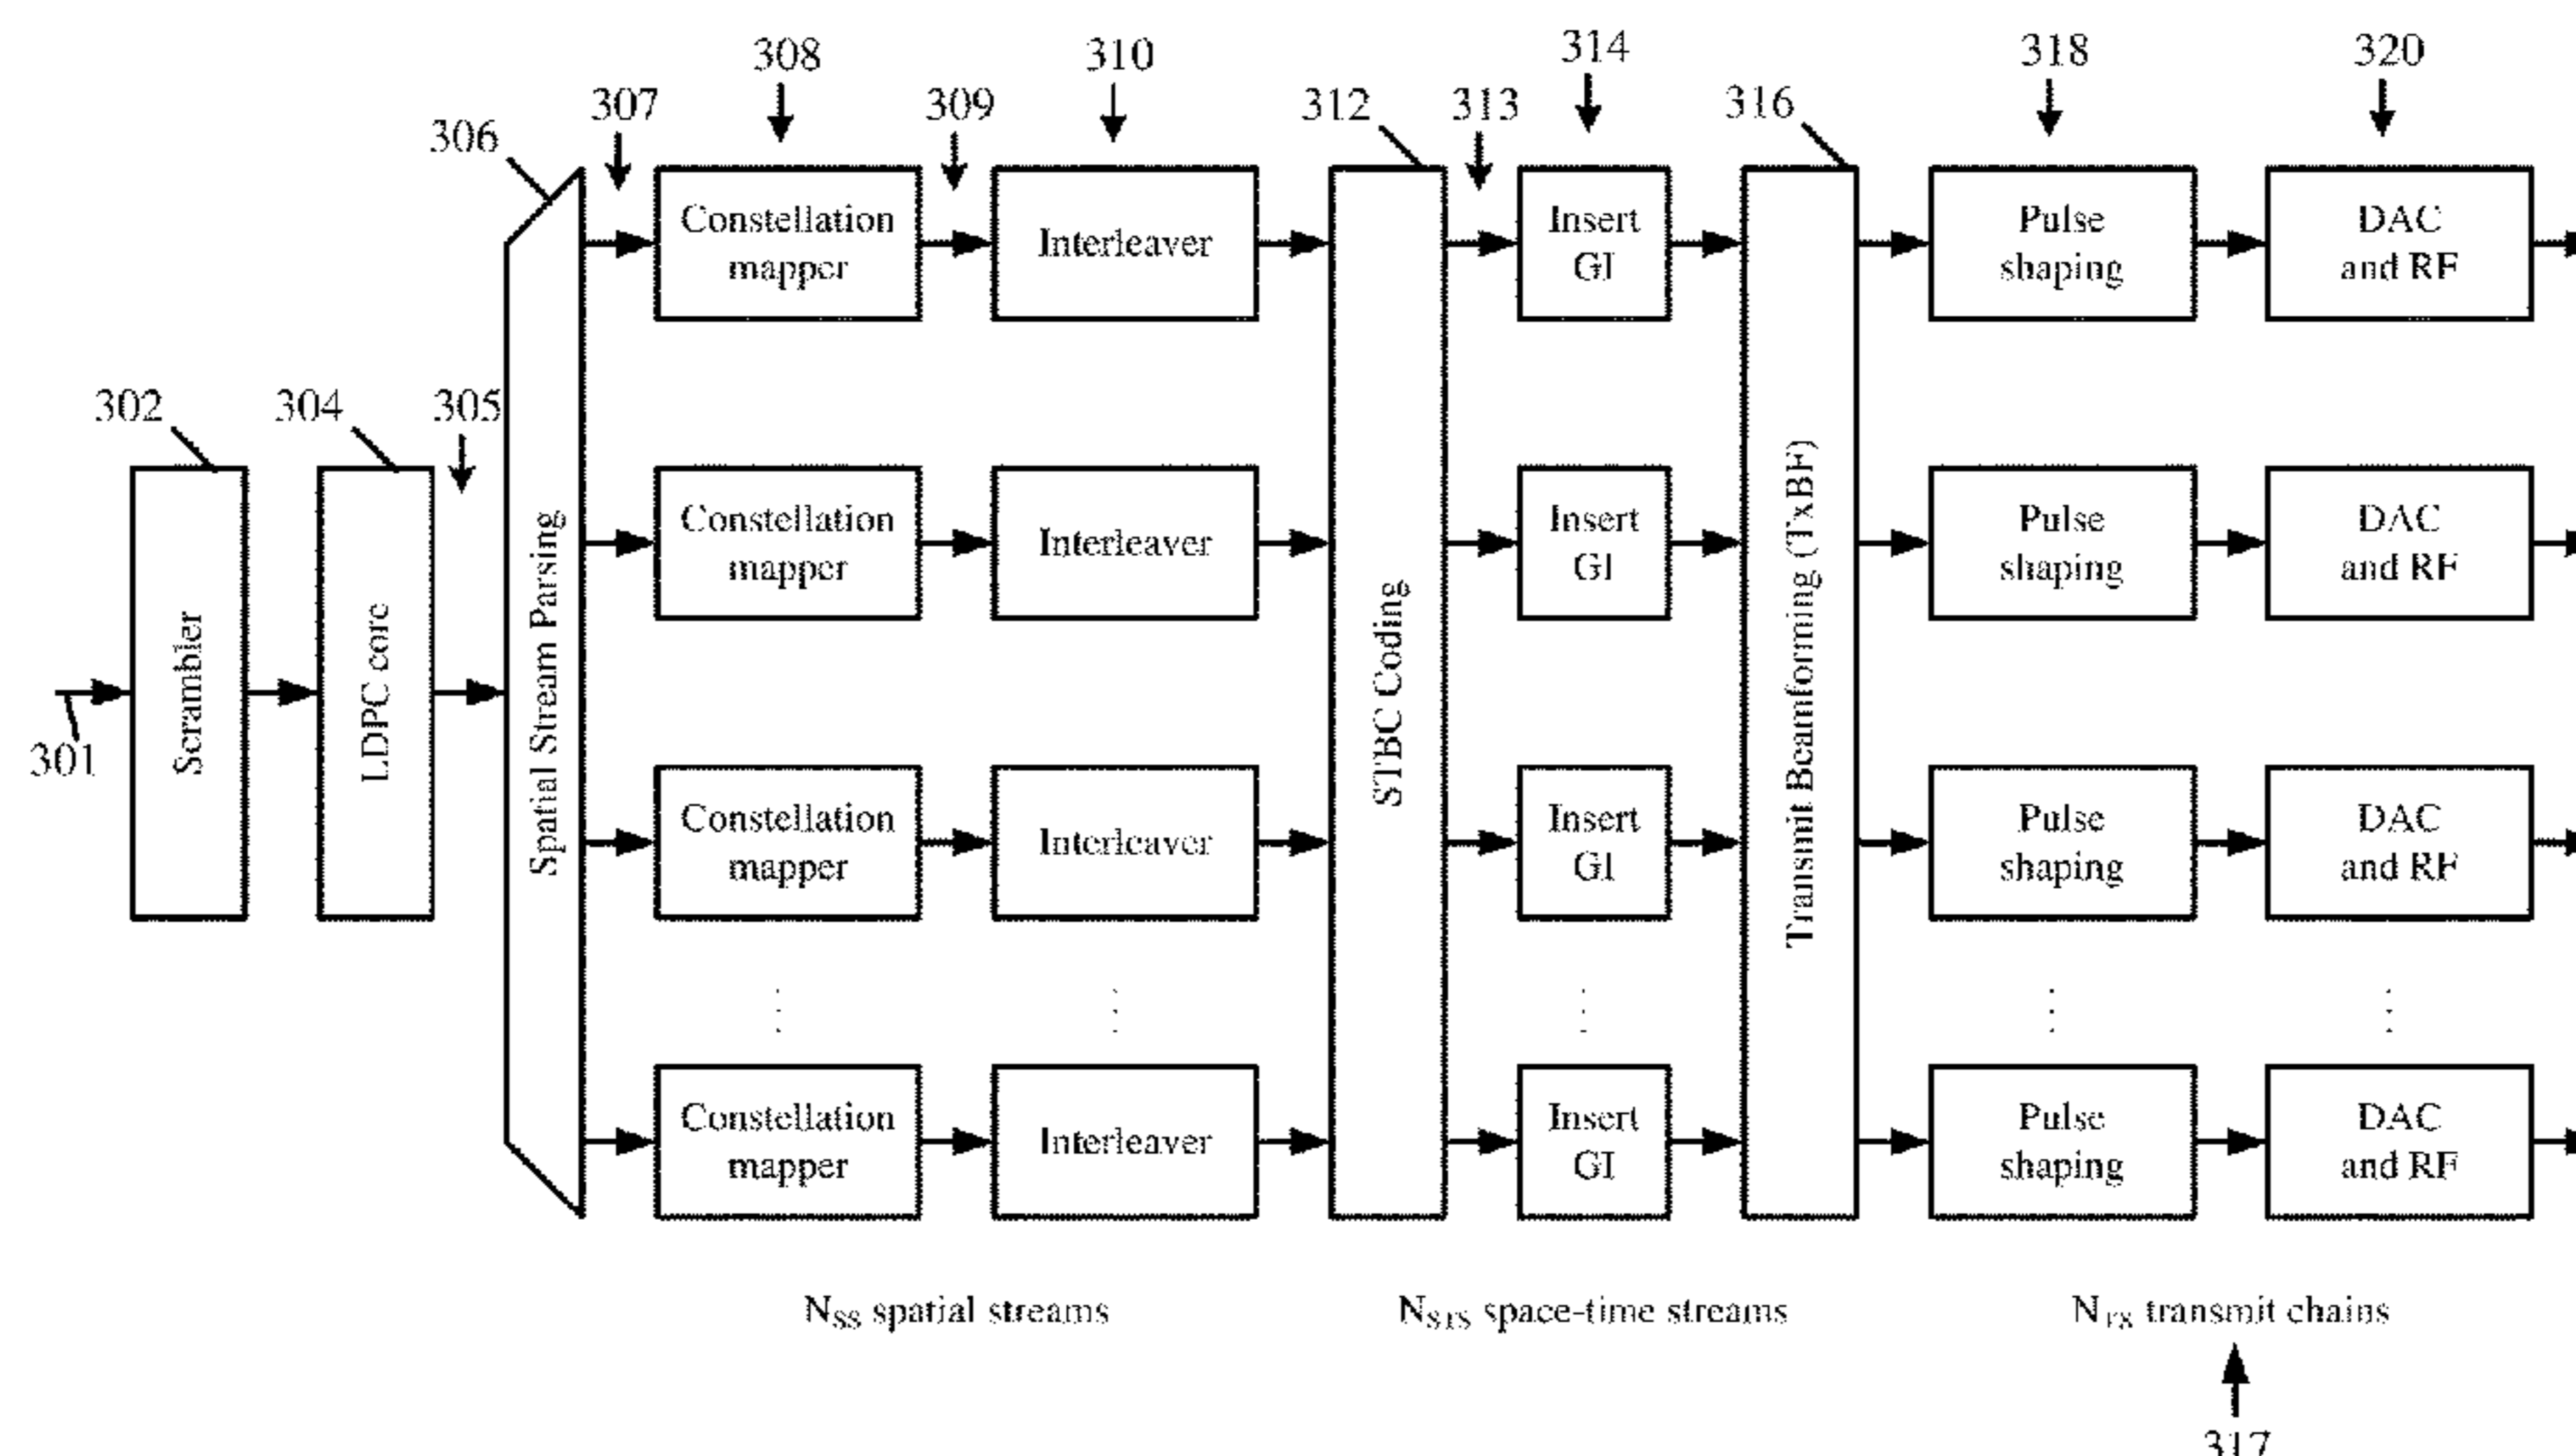 308
310
314
318
320
307
309
312
313
316
306
Constellation
mapper
Interleaver
Insert
GI
Pulse
shaping
DAC
and RF
302
304
305
Constellation
mapper
Interleaver
Insert
GI
Pulse
shaping
DAC
and RF
301
Scrambler
LDPC core
Spatial Stream Parsing
STBC Coding
Transmit Beamforming (TxBF)
Constellation
mapper
Interleaver
Insert
GI
Pulse
shaping
DAC
and RF
Constellation
mapper
Interleaver
Insert
GI
Pulse
shaping
DAC
and RF
NSS spatial streams
NSTS space-time streams
NTX transmit chains
317